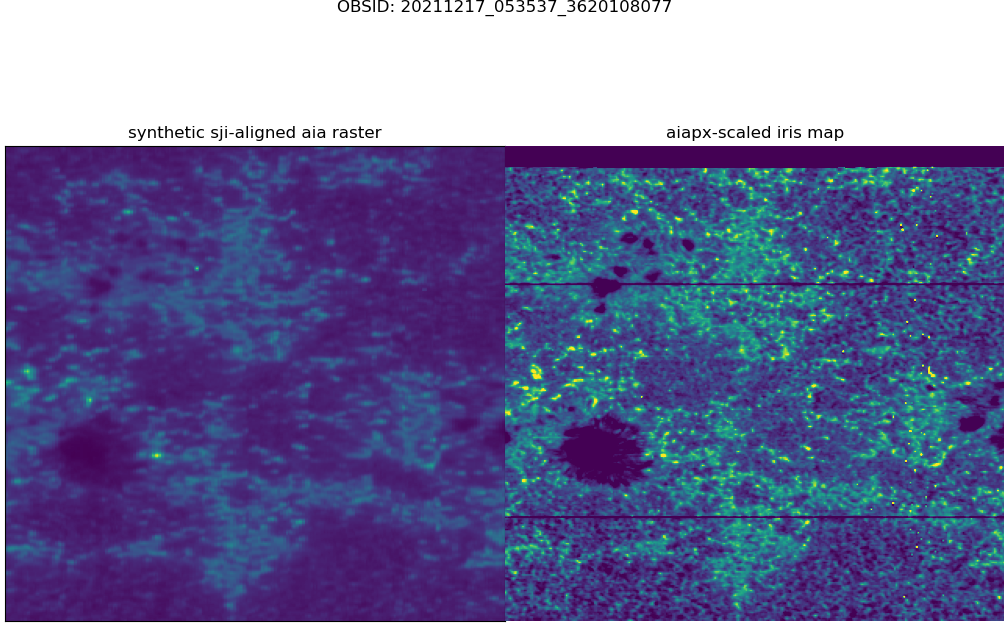 OBSID: 20211217_053537_3620108077
synthetic sji-aligned aia raster
aiapx-scaled iris map